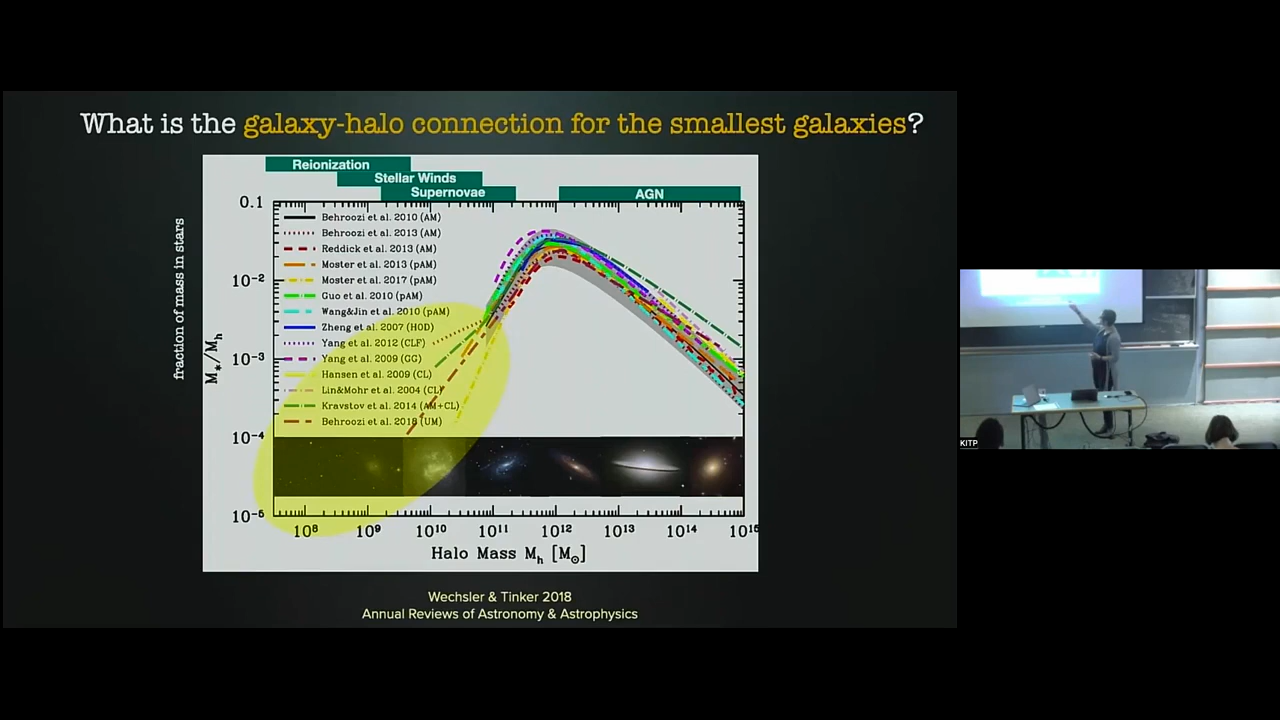 What is the galaxy-halo connection for the smallest galaxies?
Reionization
Stellar Winds
Supernovae
AGN
fraction of mass in stars
M*/Mh
0.1
10⁻²
10⁻³
10⁻⁴
10⁻⁵
Behroozi et al. 2010 (AM)
Behroozi et al. 2013 (AM)
Reddick et al. 2013 (AM)
Moster et al. 2013 (pAM)
Moster et al. 2017 (pAM)
Guo et al. 2010 (pAM)
Wang&Jin et al. 2010 (pAM)
Zheng et al. 2007 (HOD)
Yang et al. 2012 (CLF)
Yang et al. 2009 (GG)
Hansen et al. 2009 (CL)
Lin&Mohr et al. 2004 (CL)
Kravstov et al. 2014 (AM+CL)
Behroozi et al. 2018 (UM)
10⁸ 10⁹ 10¹⁰ 10¹¹ 10¹² 10¹³ 10¹⁴ 10¹⁵
Halo Mass Mh [M⊙]
Wechsler & Tinker 2018
Annual Reviews of Astronomy & Astrophysics
KITP